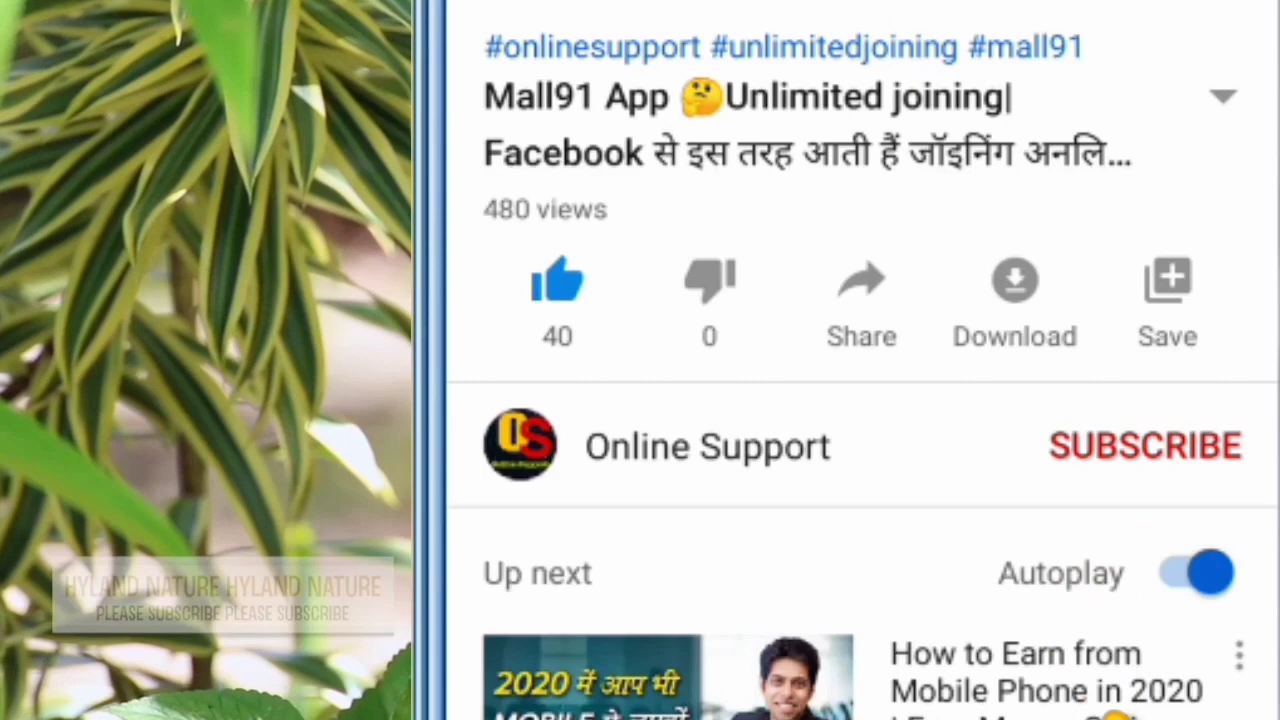 #onlinesupport #unlimitedjoining #mall91
Mall91 App 🤔Unlimited joining|
Facebook से इस तरह आती हैं जॉइनिंग अनलि...
480 views
40
0
Share
Download
Save
OS
Online Support
SUBSCRIBE
Up next
Autoplay
HYLAND NATURE HYLAND NATURE
PLEASE SUBSCRIBE PLEASE SUBSCRIBE
2020 में आप भी
How to Earn from
Mobile Phone in 2020